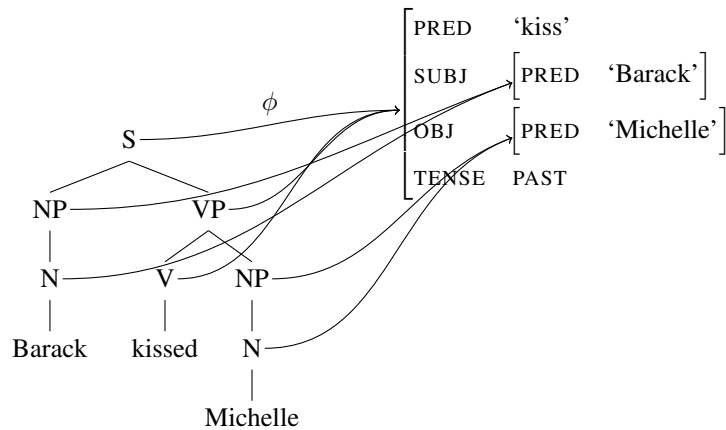 PRED ‘kiss’
SUBJ [PRED ‘Barack’]
ϕ
OBJ [PRED ‘Michelle’]
S
TENSE PAST
NP VP
N V NP
Barack kissed N
Michelle